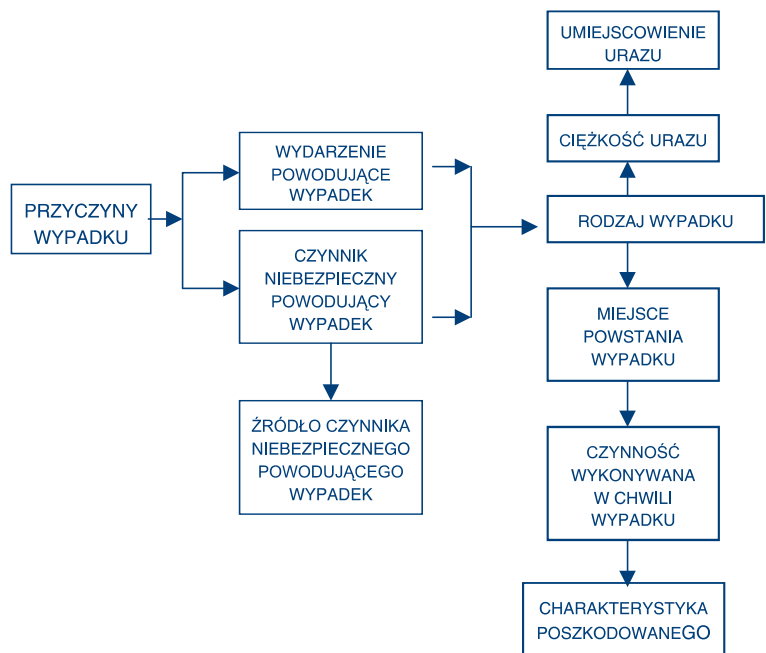 PRZYCZYNY
WYPADKU
WYDARZENIE
POWODUJĄCE
WYPADEK
CZYNNIK
NIEBEZPIECZNY
POWODUJĄCY
WYPADEK
ŹRÓDŁO CZYNNIKA
NIEBEZPIECZNEGO
POWODUJĄCEGO
WYPADEK
UMIEJSCOWIENIE
URAZU
CIĘŻKOŚĆ URAZU
RODZAJ WYPADKU
MIEJSCE
POWSTANIA
WYPADKU
CZYNNOŚĆ
WYKONYWANA
W CHWILI
WYPADKU
CHARAKTERYSTYKA
POSZKODOWANEGO